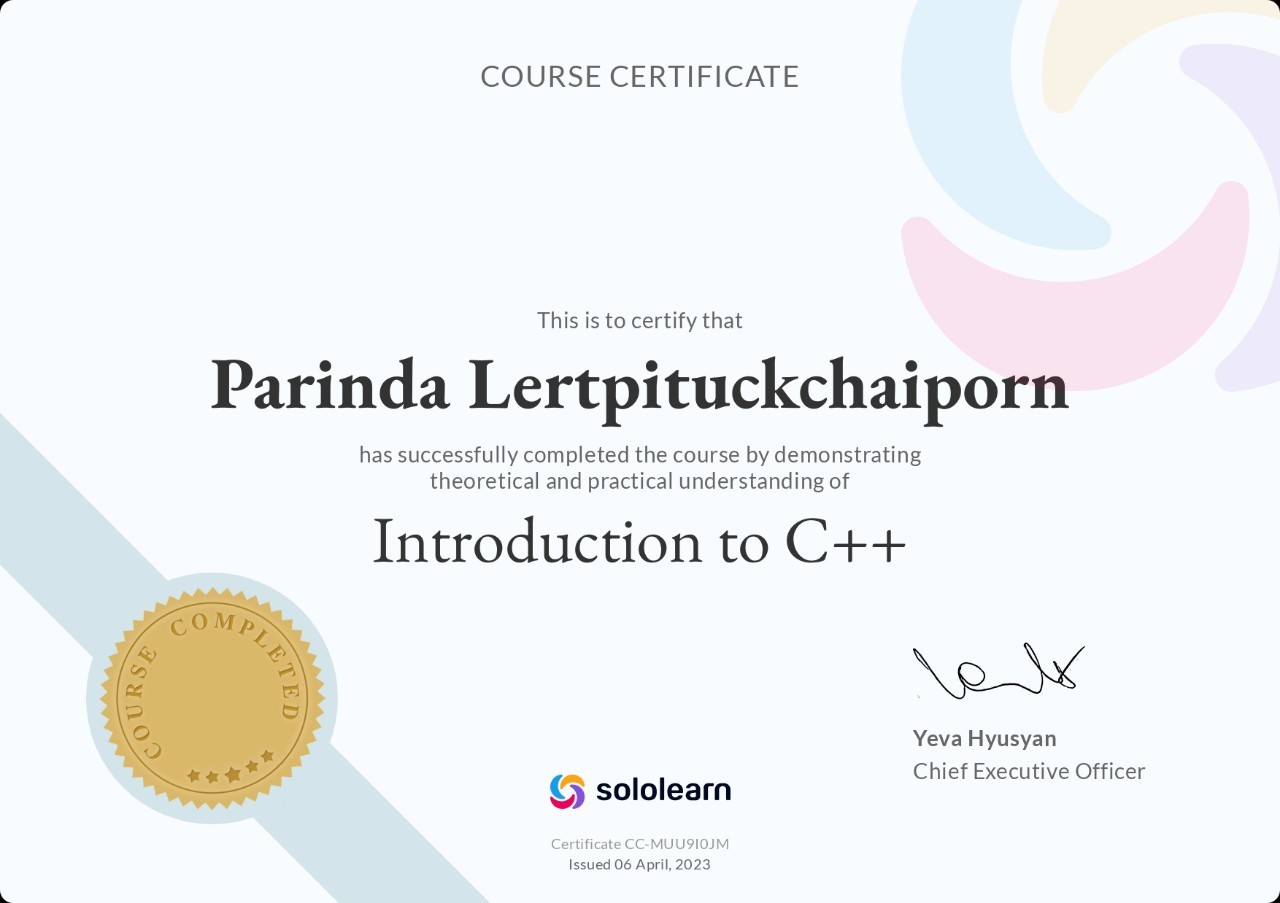 COURSE CERTIFICATE
This is to certify that
Parinda Lertpituckchaiporn
has successfully completed the course by demonstrating
theoretical and practical understanding of
Introduction to C++
COURSE COMPLETED
Yeva Hyusyan
Chief Executive Officer
sololearn
Certificate CC-MUU9I0JM
Issued 06 April, 2023